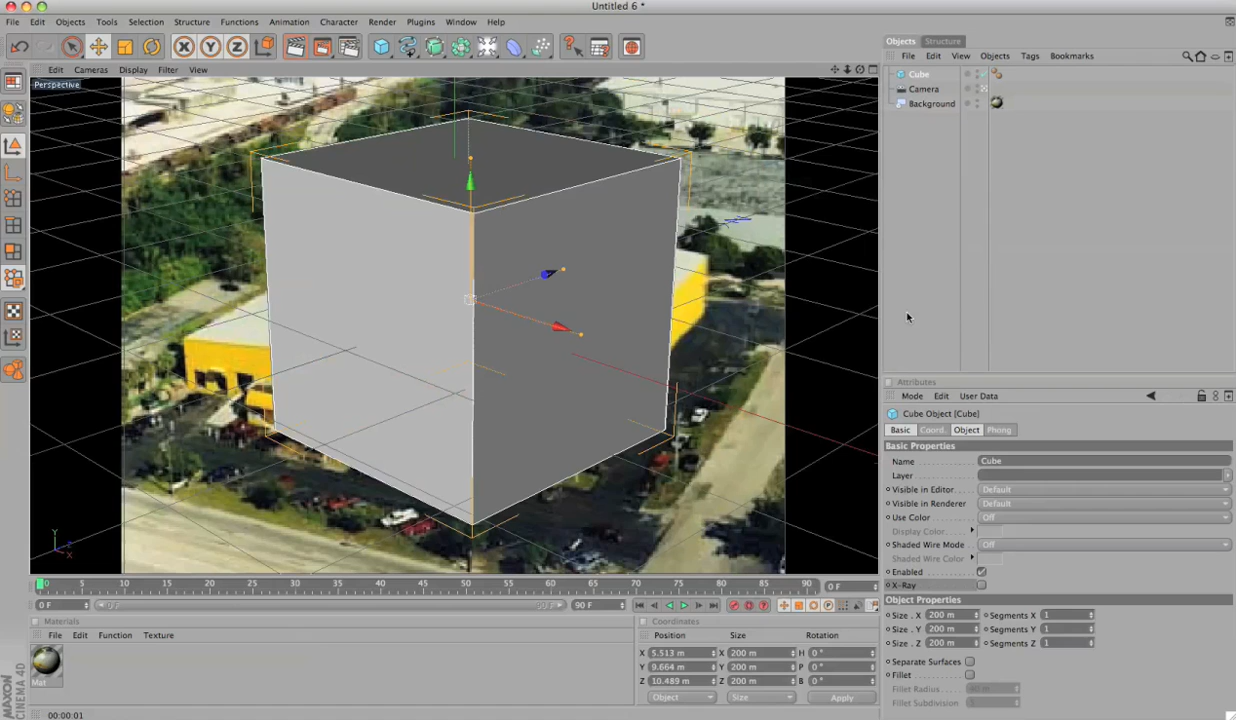 Untitled 6 *
File Edit Objects Tools Selection Structure Functions Animation Character Render Plugins Window Help
Edit Cameras Display Filter View
Perspective
Objects Structure
File Edit View Objects Tags Bookmarks
Cube
Camera
Background
Attributes
Mode Edit User Data
Cube Object [Cube]
Basic Coord. Object Phong
Basic Properties
Name Cube
Layer
Visible in Editor Default
Visible in Renderer Default
Use Color Off
Display Color
Shaded Wire Mode Off
Shaded Wire Color
Enabled
X-Ray
Object Properties
Size . X 200 m Segments X 1
Size . Y 200 m Segments Y 1
Size . Z 200 m Segments Z 1
Separate Surfaces
Fillet
Fillet Radius
Fillet Subdivision
0 5 10 15 20 25 30 35 40 45 50 55 60 65 70 75 80 85 90 0 F
0 F 0 F 90 F 90 F
Materials
File Edit Function Texture
Mat
Coordinates
Position Size Rotation
X 5.513 m X 200 m H 0 °
Y 9.664 m Y 200 m P 0 °
Z 10.489 m Z 200 m B 0 °
Object Size Apply
MAXON
CINEMA 4D
00:00:01
Y
Z
X